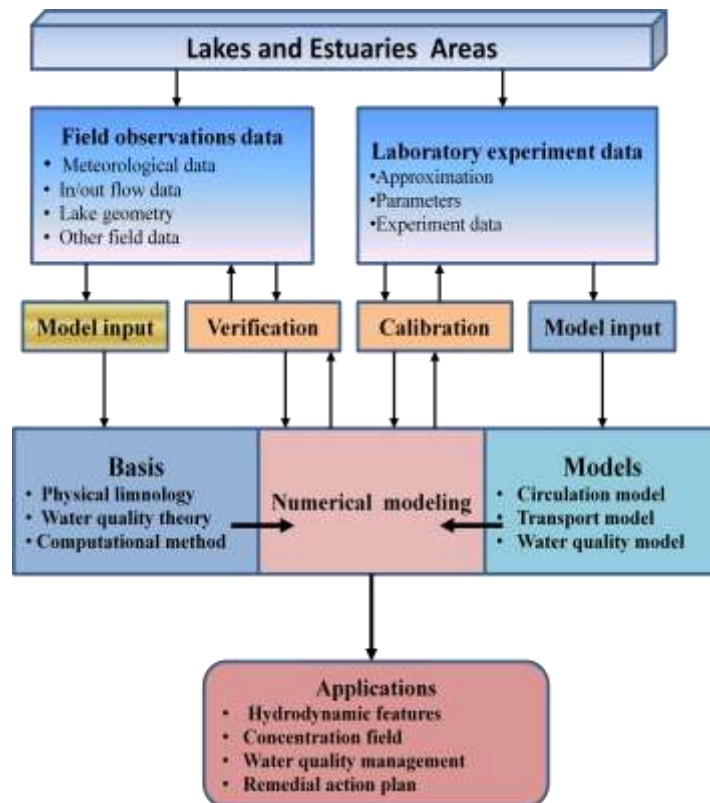 Lakes and Estuaries Areas
Field observations data
• Meteorological data
• In/out flow data
• Lake geometry
• Other field data
Laboratory experiment data
•Approximation
•Parameters
•Experiment data
Model input
Verification
Calibration
Model input
Basis
• Physical limnology
• Water quality theory
• Computational method
Numerical modeling
Models
• Circulation model
• Transport model
• Water quality model
Applications
• Hydrodynamic features
• Concentration field
• Water quality management
• Remedial action plan